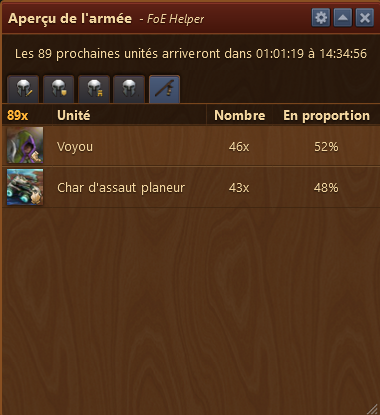 Aperçu de l'armée - FoE Helper
Les 89 prochaines unités arriveront dans 01:01:19 à 14:34:56
89x Unité Nombre En proportion
Voyou 46x 52%
Char d'assaut planeur 43x 48%